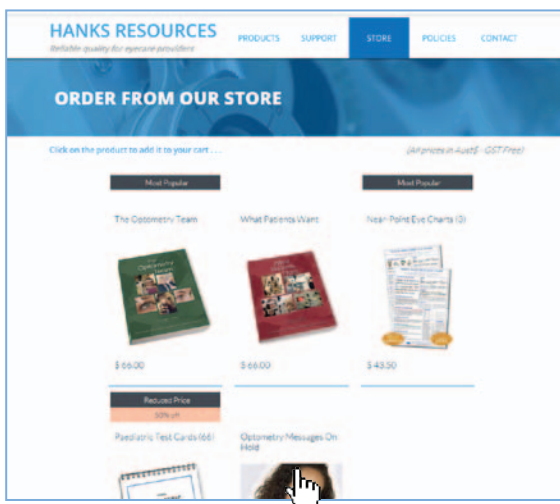 HANKS RESOURCES
Reliable quality for eyecare providers
PRODUCTS SUPPORT STORE POLICIES CONTACT
ORDER FROM OUR STORE
Click on the product to add it to your cart . . .
(All prices in Aust$ - GST Free)
Most Popular
Most Popular
The Optometry Team
What Patients Want
Near Point Eye Charts (3)
Optometry
Team
$ 66.00
$ 66.00
$ 43.50
Reduced Price
50% off
Paediatric Test Cards (66)
Optometry Messages On
Hold